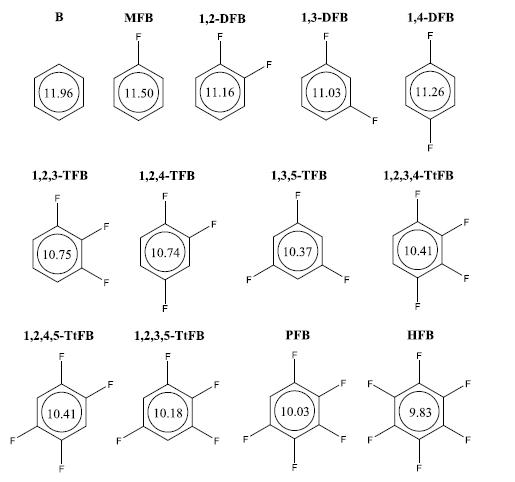 B MFB 1,2-DFB 1,3-DFB 1,4-DFB
F F F F
F
11.96 11.50 11.16 11.03 11.26
F
F
1,2,3-TFB 1,2,4-TFB 1,3,5-TFB 1,2,3,4-TtFB
F F F F
F F F
10.75 10.74 10.37 10.41
F F F F
F F
1,2,4,5-TtFB 1,2,3,5-TtFB PFB HFB
F F F F
F F F F F
10.41 10.18 10.03 9.83
F F F F F F F
F F F